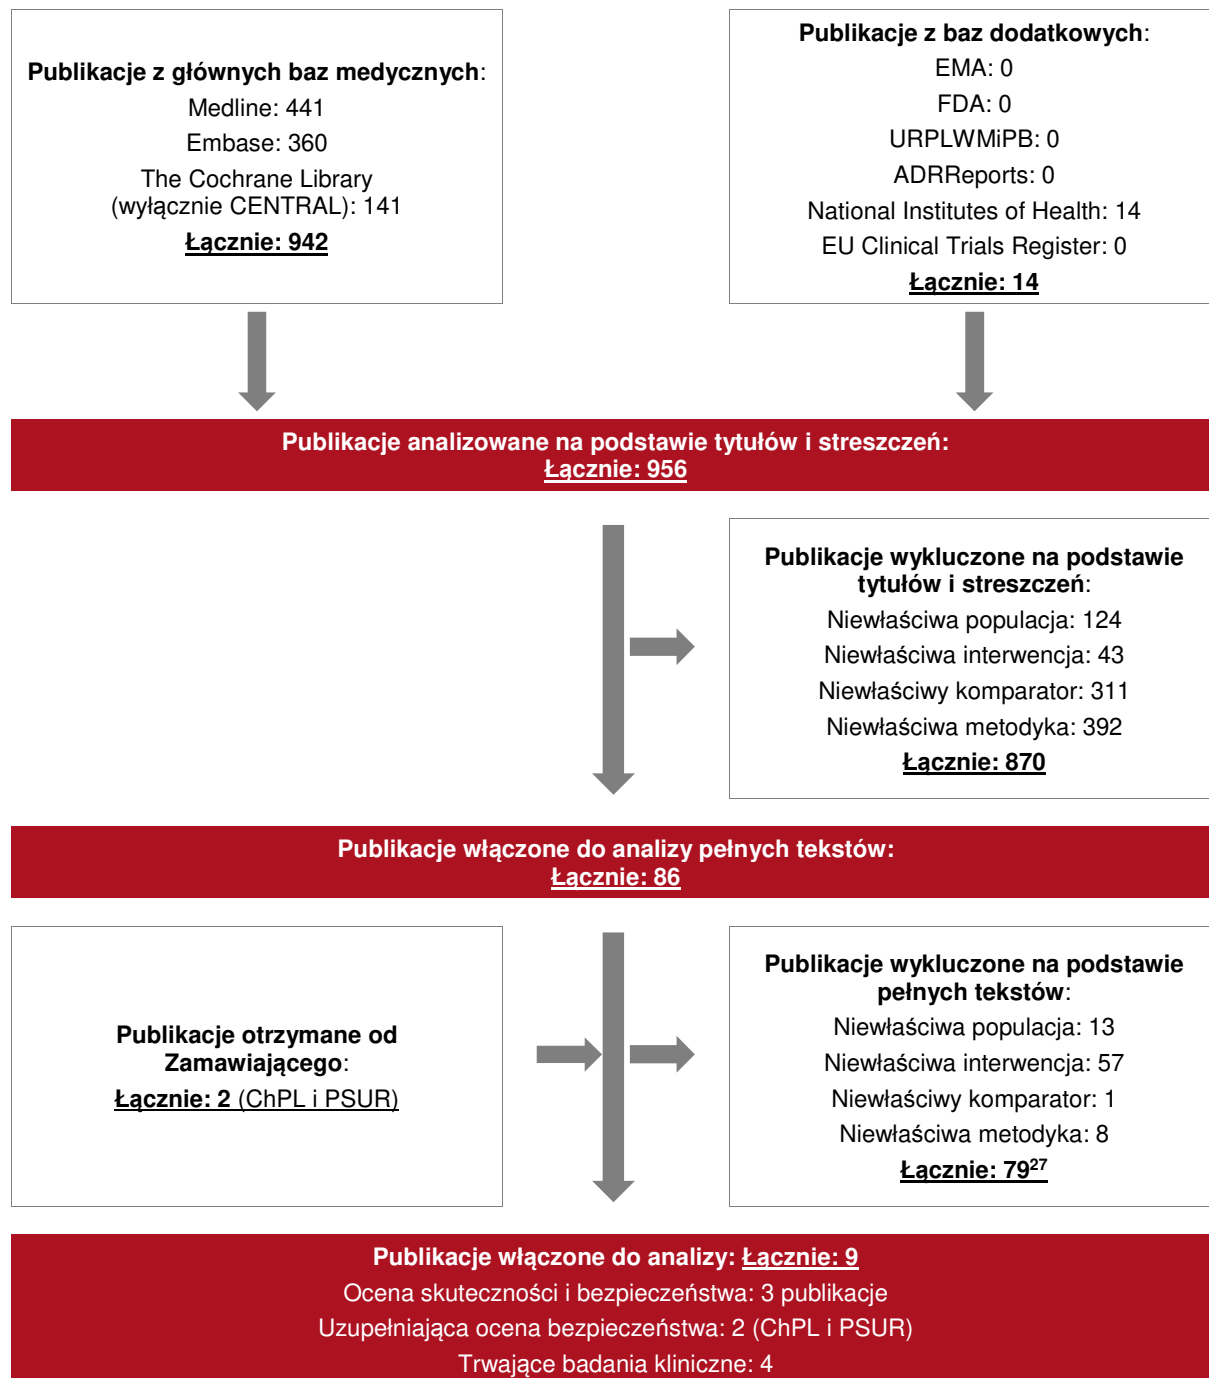 Publikacje z głównych baz medycznych:
Medline: 441
Embase: 360
The Cochrane Library
(wyłącznie CENTRAL): 141
Łącznie: 942
Publikacje z baz dodatkowych:
EMA: 0
FDA: 0
URPLWMiPB: 0
ADRReports: 0
National Institutes of Health: 14
EU Clinical Trials Register: 0
Łącznie: 14
Publikacje analizowane na podstawie tytułów i streszczeń:
Łącznie: 956
Publikacje wykluczone na podstawie
tytułów i streszczeń:
Niewłaściwa populacja: 124
Niewłaściwa interwencja: 43
Niewłaściwy komparator: 311
Niewłaściwa metodyka: 392
Łącznie: 870
Publikacje włączone do analizy pełnych tekstów:
Łącznie: 86
Publikacje otrzymane od
Zamawiającego:
Łącznie: 2 (ChPL i PSUR)
Publikacje wykluczone na podstawie
pełnych tekstów:
Niewłaściwa populacja: 13
Niewłaściwa interwencja: 57
Niewłaściwy komparator: 1
Niewłaściwa metodyka: 8
Łącznie: 79²⁷
Publikacje włączone do analizy: Łącznie: 9
Ocena skuteczności i bezpieczeństwa: 3 publikacje
Uzupełniająca ocena bezpieczeństwa: 2 (ChPL i PSUR)
Trwające badania kliniczne: 4